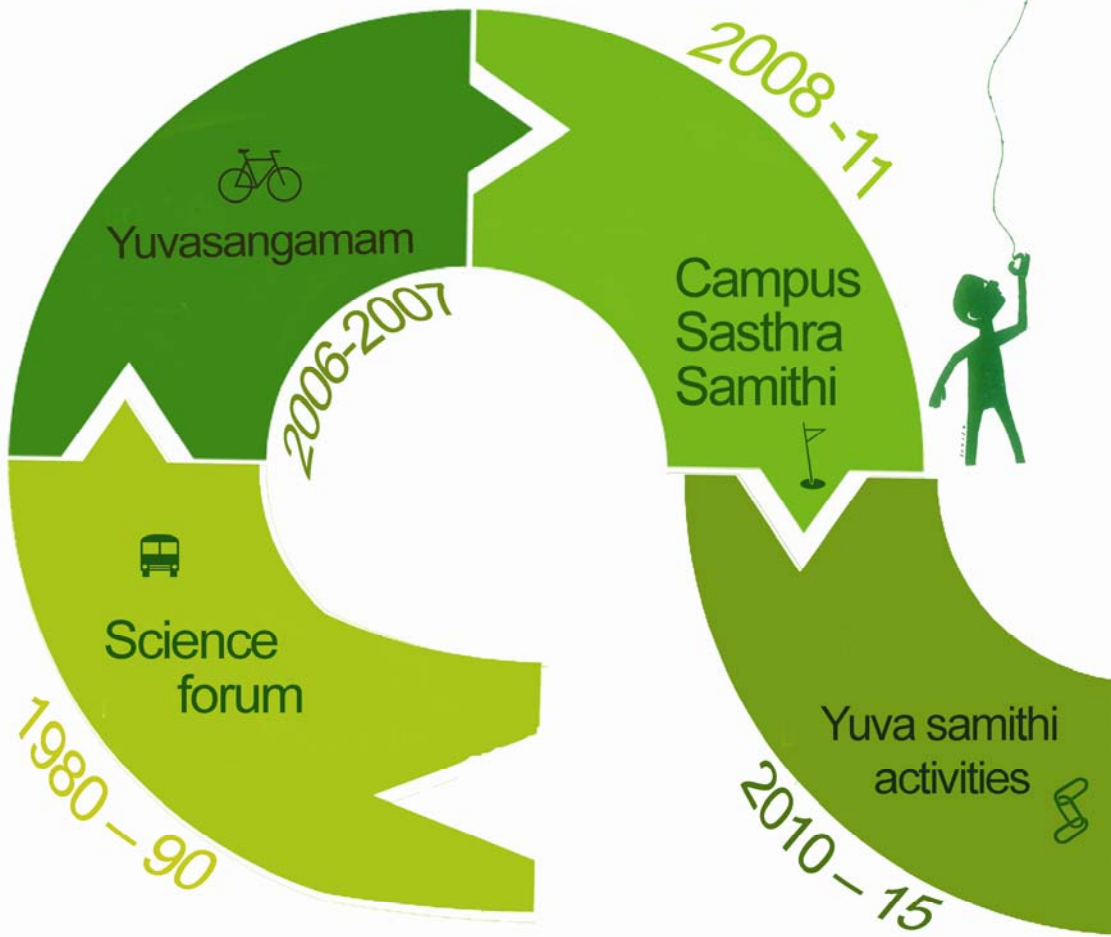 Science
forum
1980 – 90
Yuvasangamam
2006-2007
2008 -11
Campus
Sasthra
Samithi
Yuva samithi
activities
2010 – 15